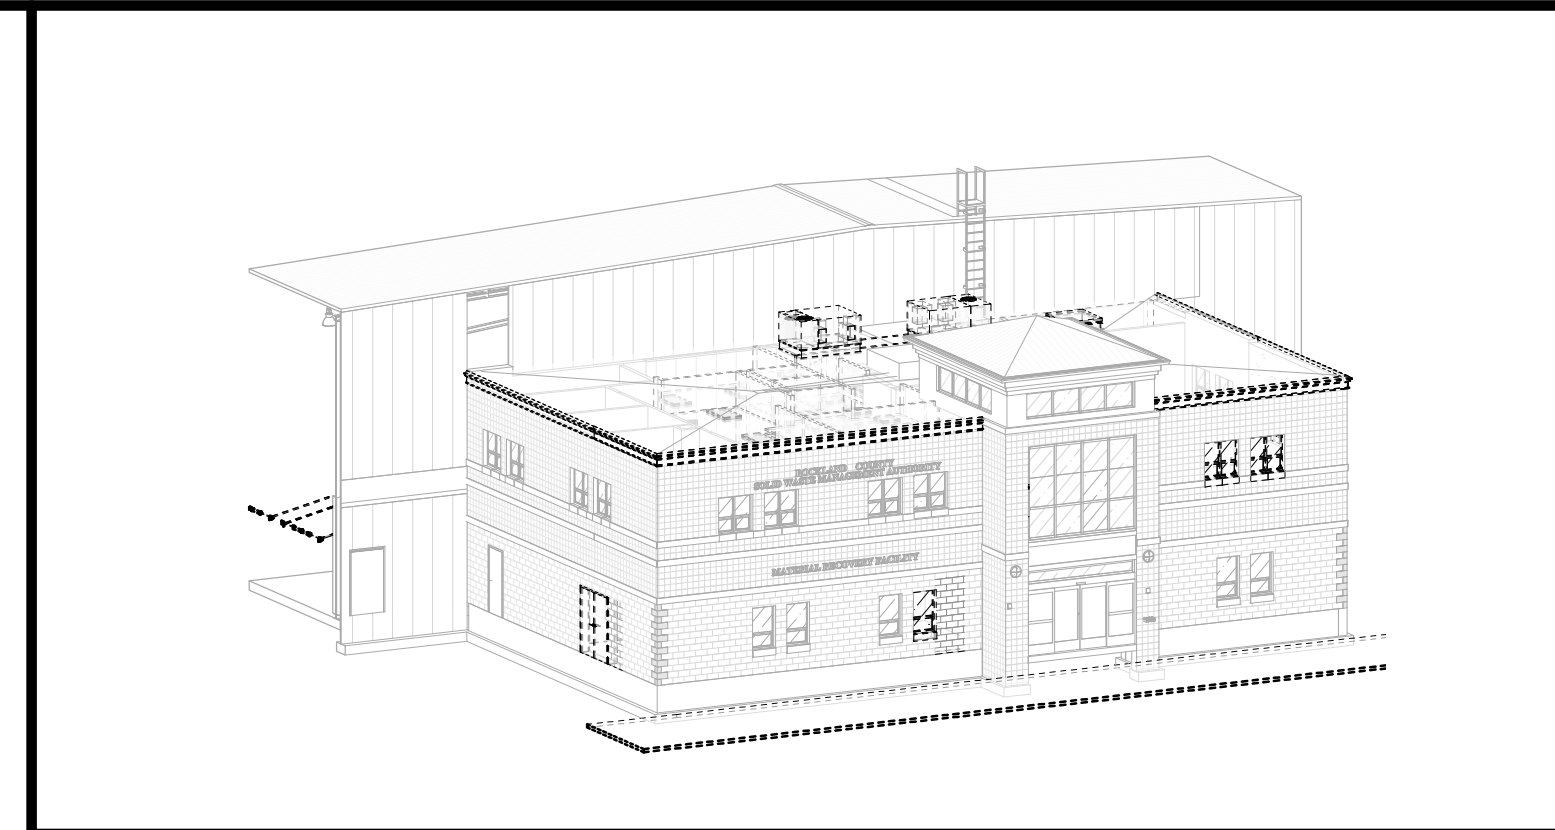 ROCKLAND COUNTY
SOLID WASTE MANAGEMENT AUTHORITY
MATERIAL RECOVERY FACILITY